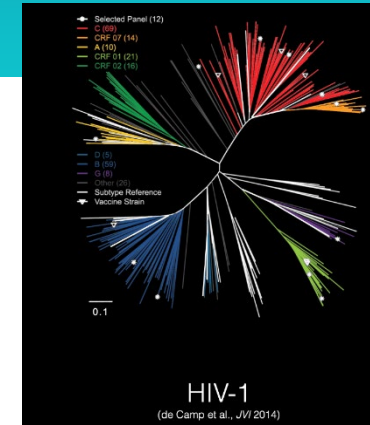 Selected Panel (12)
C (69)
CRF 07 (14)
A (10)
CRF 01 (21)
CRF 02 (16)
D (5)
B (59)
G (8)
Other (26)
Subtype Reference
Vaccine Strain
0.1
HIV-1
(de Camp et al., JVI 2014)